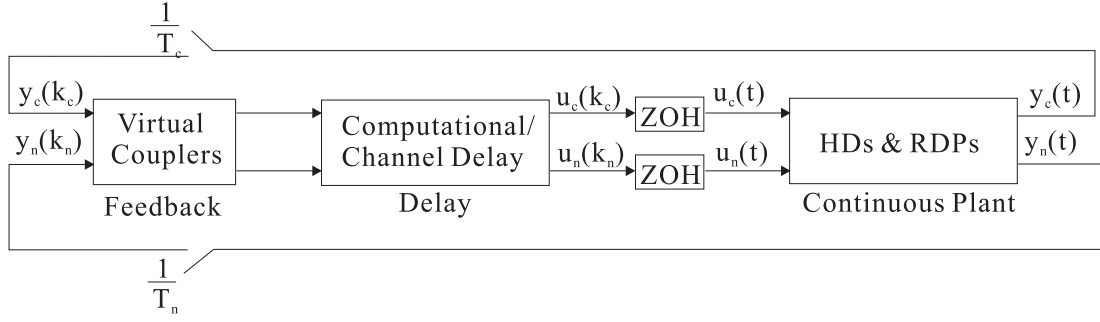 1
T_c
y_c(k_c)
y_n(k_n)
Virtual
Couplers
Feedback
Computational/
Channel Delay
Delay
u_c(k_c)
u_n(k_n)
ZOH
ZOH
u_c(t)
u_n(t)
HDs & RDPs
Continuous Plant
y_c(t)
y_n(t)
1
T_n